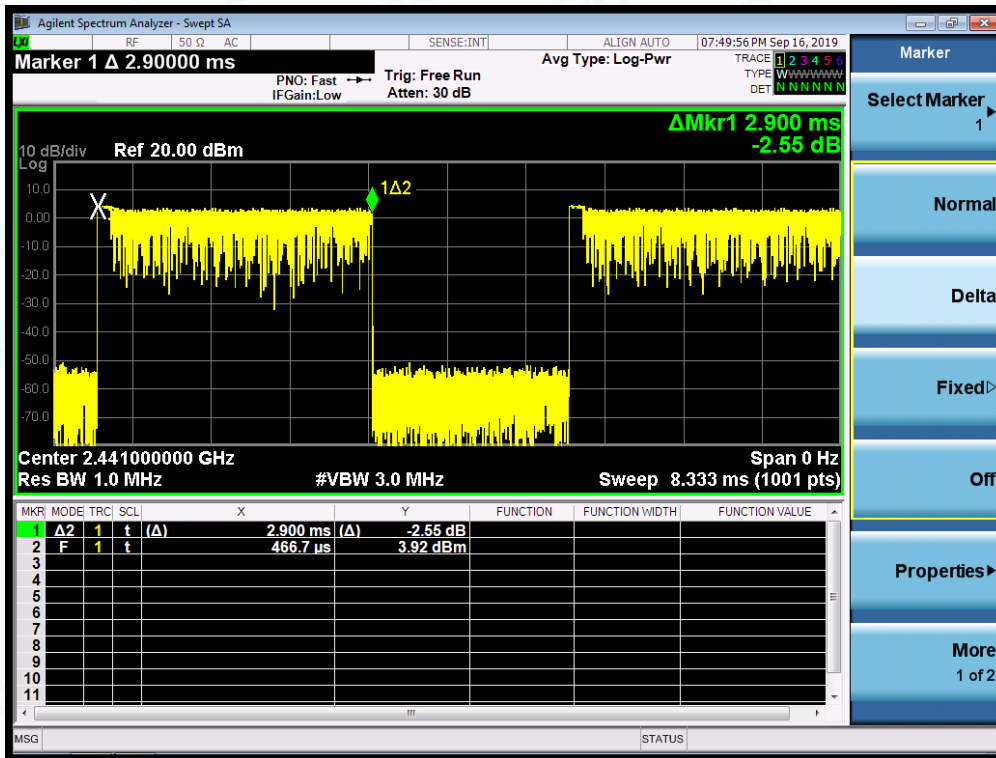 Agilent Spectrum Analyzer - Swept SA
LXI RF 50 Ω AC SENSE:INT ALIGN AUTO 07:49:56 PM Sep 16, 2019
Marker 1 Δ 2.90000 ms
PNO: Fast
IFGain:Low
Trig: Free Run
Atten: 30 dB
Avg Type: Log-Pwr
TRACE 1 2 3 4 5 6
TYPE WWWWWWW
DET N N N N N N
ΔMkr1 2.900 ms
-2.55 dB
10 dB/div Ref 20.00 dBm
Log
10.0
0.00
-10.0
-20.0
-30.0
-40.0
-50.0
-60.0
-70.0
1Δ2
Center 2.441000000 GHz Span 0 Hz
Res BW 1.0 MHz #VBW 3.0 MHz Sweep 8.333 ms (1001 pts)
MKR MODE TRC SCL X Y FUNCTION FUNCTION WIDTH FUNCTION VALUE
1 Δ2 1 t (Δ) 2.900 ms (Δ) -2.55 dB
2 F 1 t 466.7 µs 3.92 dBm
3
4
5
6
7
8
9
10
11
MSG STATUS
Marker
Select Marker
1
Normal
Delta
Fixed
Off
Properties
More
1 of 2